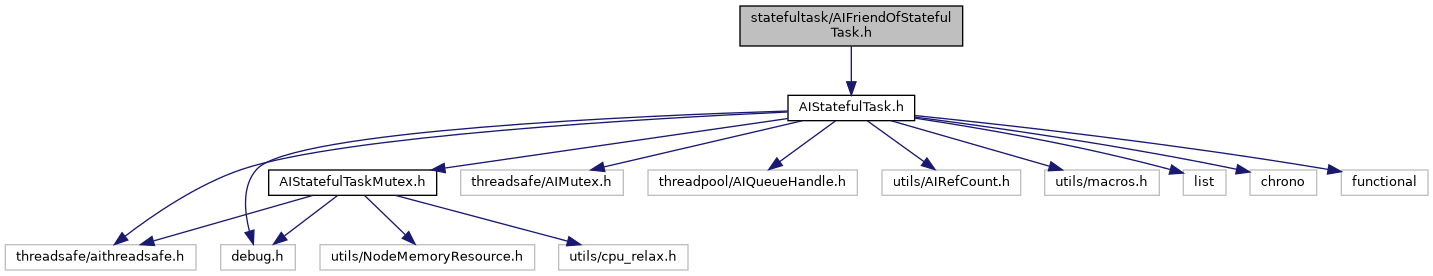 statefultask/AIFriendOfStateful
Task.h
AIStatefulTask.h
AIStatefulTaskMutex.h
threadsafe/AIMutex.h
threadpool/AIQueueHandle.h
utils/AIRefCount.h
utils/macros.h
list
chrono
functional
threadsafe/aithreadsafe.h
debug.h
utils/NodeMemoryResource.h
utils/cpu_relax.h